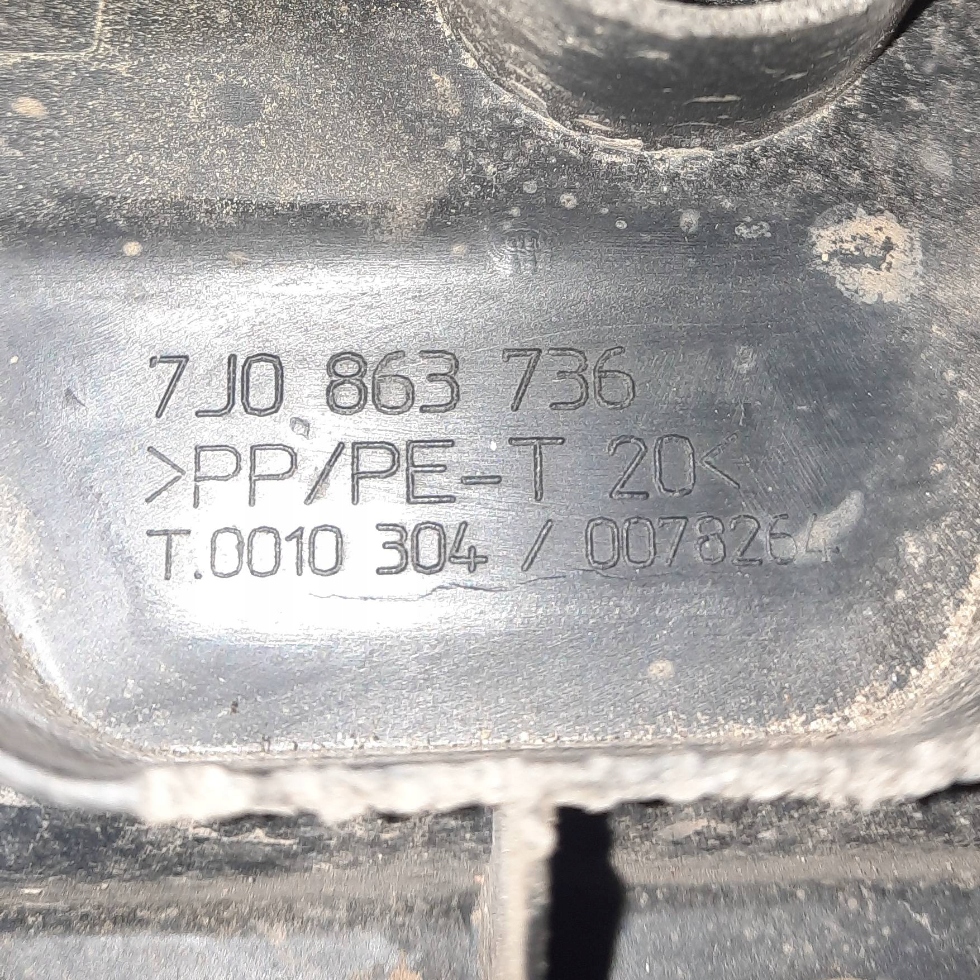 7J0 863 736
>PP/PE-T 20<
T.0010 304 / 0078264